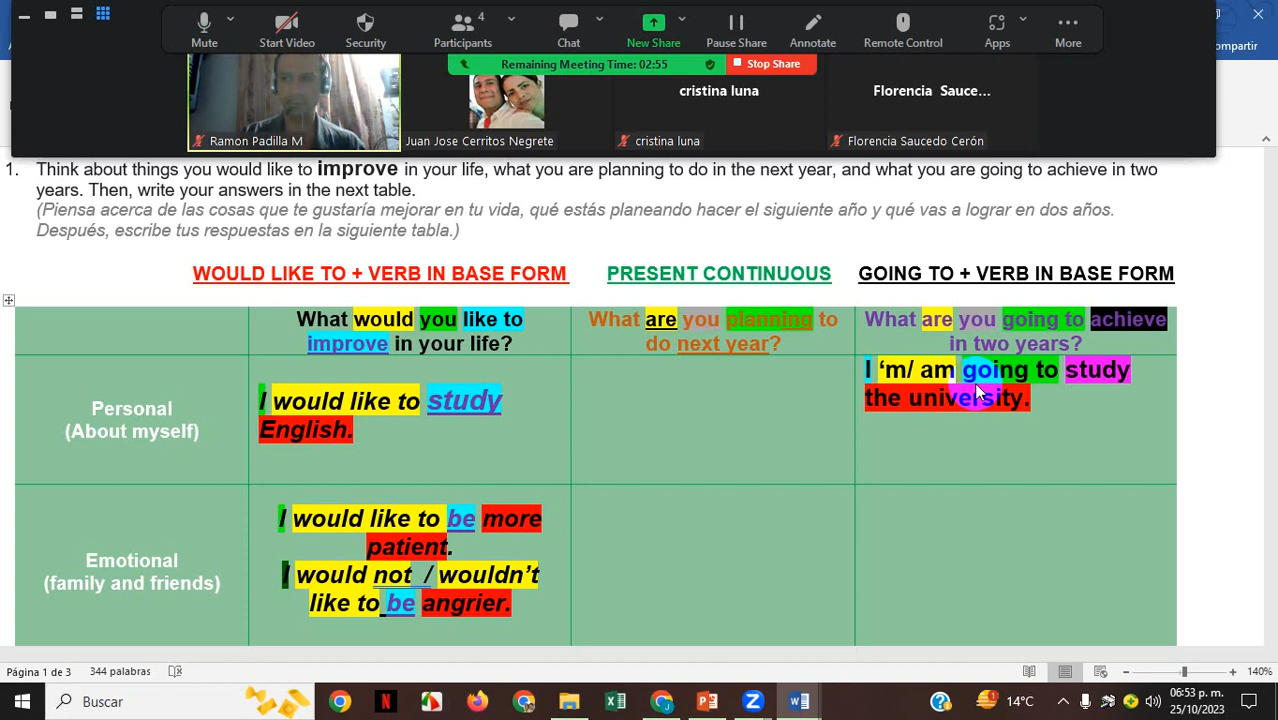 Mute
Start Video
Security
4
Participants
Chat
New Share
Pause Share
Annotate
Remote Control
Apps
More
Remaining Meeting Time: 02:55
Stop Share
Compartir
cristina luna
Florencia Sauce...
Ramon Padilla M
Juan Jose Cerritos Negrete
cristina luna
Florencia Saucedo Cerón
1. Think about things you would like to improve in your life, what you are planning to do in the next year, and what you are going to achieve in two
years. Then, write your answers in the next table.
(Piensa acerca de las cosas que te gustaría mejorar en tu vida, qué estás planeando hacer el siguiente año y qué vas a lograr en dos años.
Después, escribe tus respuestas en la siguiente tabla.)
WOULD LIKE TO + VERB IN BASE FORM
PRESENT CONTINUOUS
GOING TO + VERB IN BASE FORM
What would you like to
improve in your life?
What are you planning to
do next year?
What are you going to achieve
in two years?
Personal
(About myself)
I would like to study
English.
I ‘m/ am going to study
the university.
Emotional
(family and friends)
I would like to be more
patient.
I would not / wouldn’t
like to be angrier.
Página 1 de 3
344 palabras
140%
Buscar
14°C
06:53 p. m.
25/10/2023